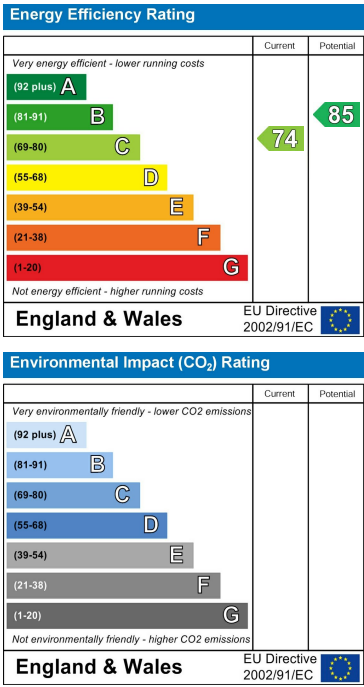 Energy Efficiency Rating
Current Potential
Very energy efficient - lower running costs
(92 plus) A
(81-91) B
(69-80) C
(55-68) D
(39-54) E
(21-38) F
(1-20) G
74
85
Not energy efficient - higher running costs
England & Wales
EU Directive
2002/91/EC
Environmental Impact (CO₂) Rating
Current Potential
Very environmentally friendly - lower CO2 emissions
(92 plus) A
(81-91) B
(69-80) C
(55-68) D
(39-54) E
(21-38) F
(1-20) G
Not environmentally friendly - higher CO2 emissions
England & Wales
EU Directive
2002/91/EC